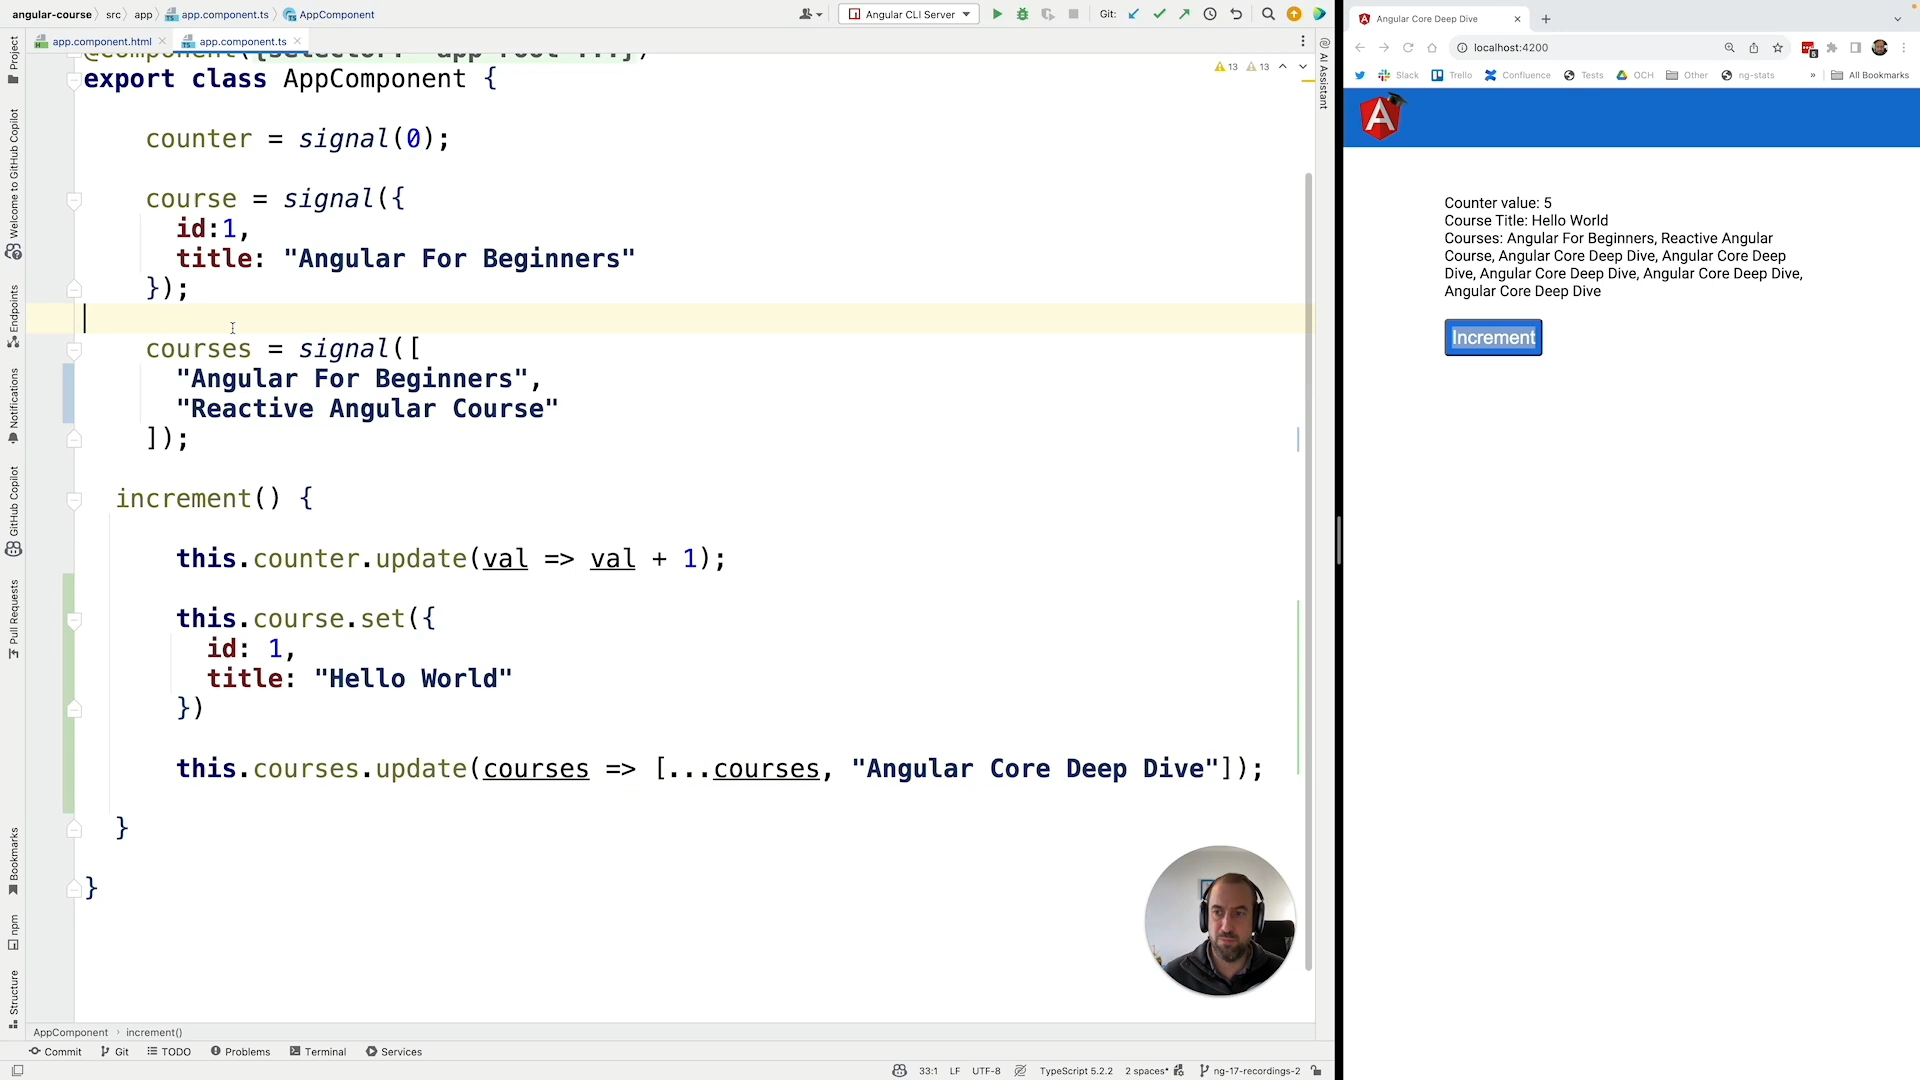 angular-course › src › app › app.component.ts › AppComponent
Angular CLI Server
Git:
app.component.html
app.component.ts
export class AppComponent {
counter = signal(0);
course = signal({
id:1,
title: "Angular For Beginners"
});
courses = signal([
"Angular For Beginners",
"Reactive Angular Course"
]);
increment() {
this.counter.update(val => val + 1);
this.course.set({
id: 1,
title: "Hello World"
})
this.courses.update(courses => [...courses, "Angular Core Deep Dive"]);
}
}
13 13
Project
Welcome to GitHub Copilot
Endpoints
Notifications
GitHub Copilot
Pull Requests
Bookmarks
npm
Structure
AI Assistant
AppComponent › increment()
Commit Git TODO Problems Terminal Services
33:1 LF UTF-8 TypeScript 5.2.2 2 spaces* ng-17-recordings-2
Angular Core Deep Dive
localhost:4200
Slack Trello Confluence Tests OCH Other ng-stats » All Bookmarks
Counter value: 5
Course Title: Hello World
Courses: Angular For Beginners, Reactive Angular
Course, Angular Core Deep Dive, Angular Core Deep
Dive, Angular Core Deep Dive, Angular Core Deep Dive,
Angular Core Deep Dive
Increment